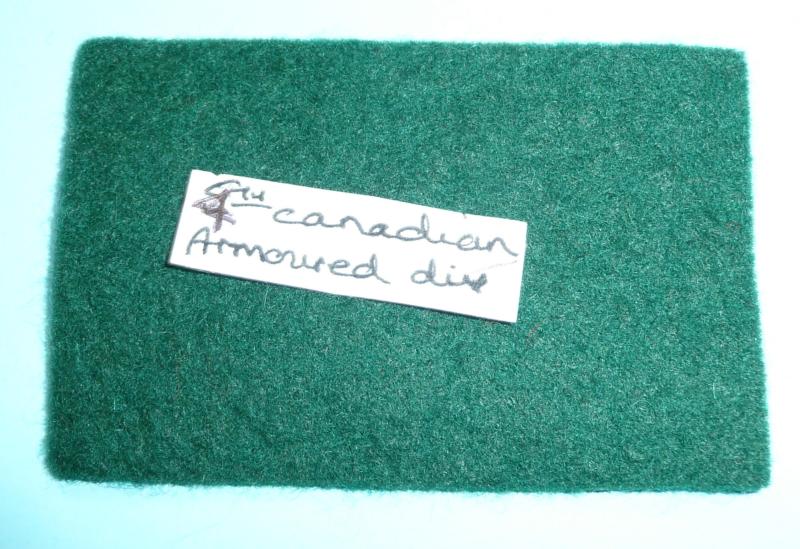 4th canadian
Armoured div